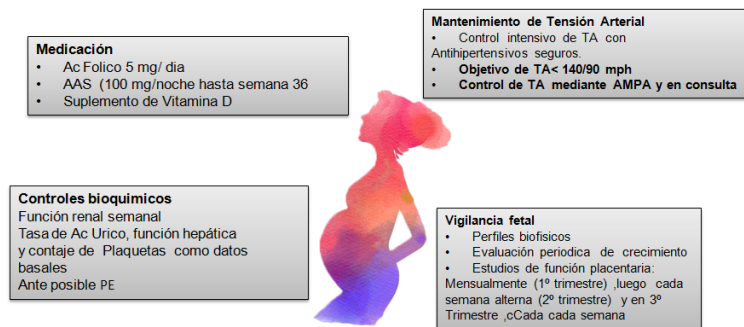 Medicación
• Ac Folico 5 mg/ dia
• AAS (100 mg/noche hasta semana 36
• Suplemento de Vitamina D
Mantenimiento de Tensión Arterial
• Control intensivo de TA con
Antihipertensivos seguros.
• Objetivo de TA< 140/90 mph
• Control de TA mediante AMPA y en consulta
Controles bioquimicos
Función renal semanal
Tasa de Ac Urico, función hepática
y contaje de Plaquetas como datos
basales
Ante posible PE
Vigilancia fetal
• Perfiles biofisicos
• Evaluación periodica de crecimiento
• Estudios de función placentaria:
Mensualmente (1º trimestre) ,luego cada
semana alterna (2º trimestre) y en 3º
Trimestre ,cCada cada semana